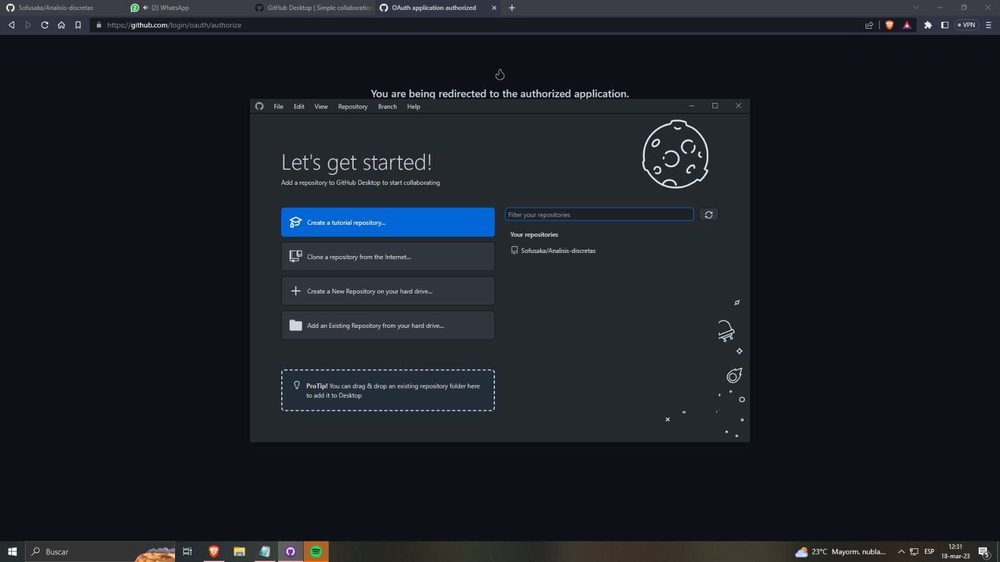 Sofusaka/Analisis-discretas
2
(2) WhatsApp
GitHub Desktop | Simple collaboration
OAuth application authorized
https://github.com/login/oauth/authorize
VPN
You are being redirected to the authorized application.
File Edit View Repository Branch Help
Let's get started!
Add a repository to GitHub Desktop to start collaborating
Create a tutorial repository...
Clone a repository from the Internet...
Create a New Repository on your hard drive...
Add an Existing Repository from your hard drive...
ProTip! You can drag & drop an existing repository folder here
to add it to Desktop
Filter your repositories
Your repositories
Sofusaka/Analisis-discretas
Buscar
23°C Mayorm. nubla...
ESP
12:31
18-mar-23
5